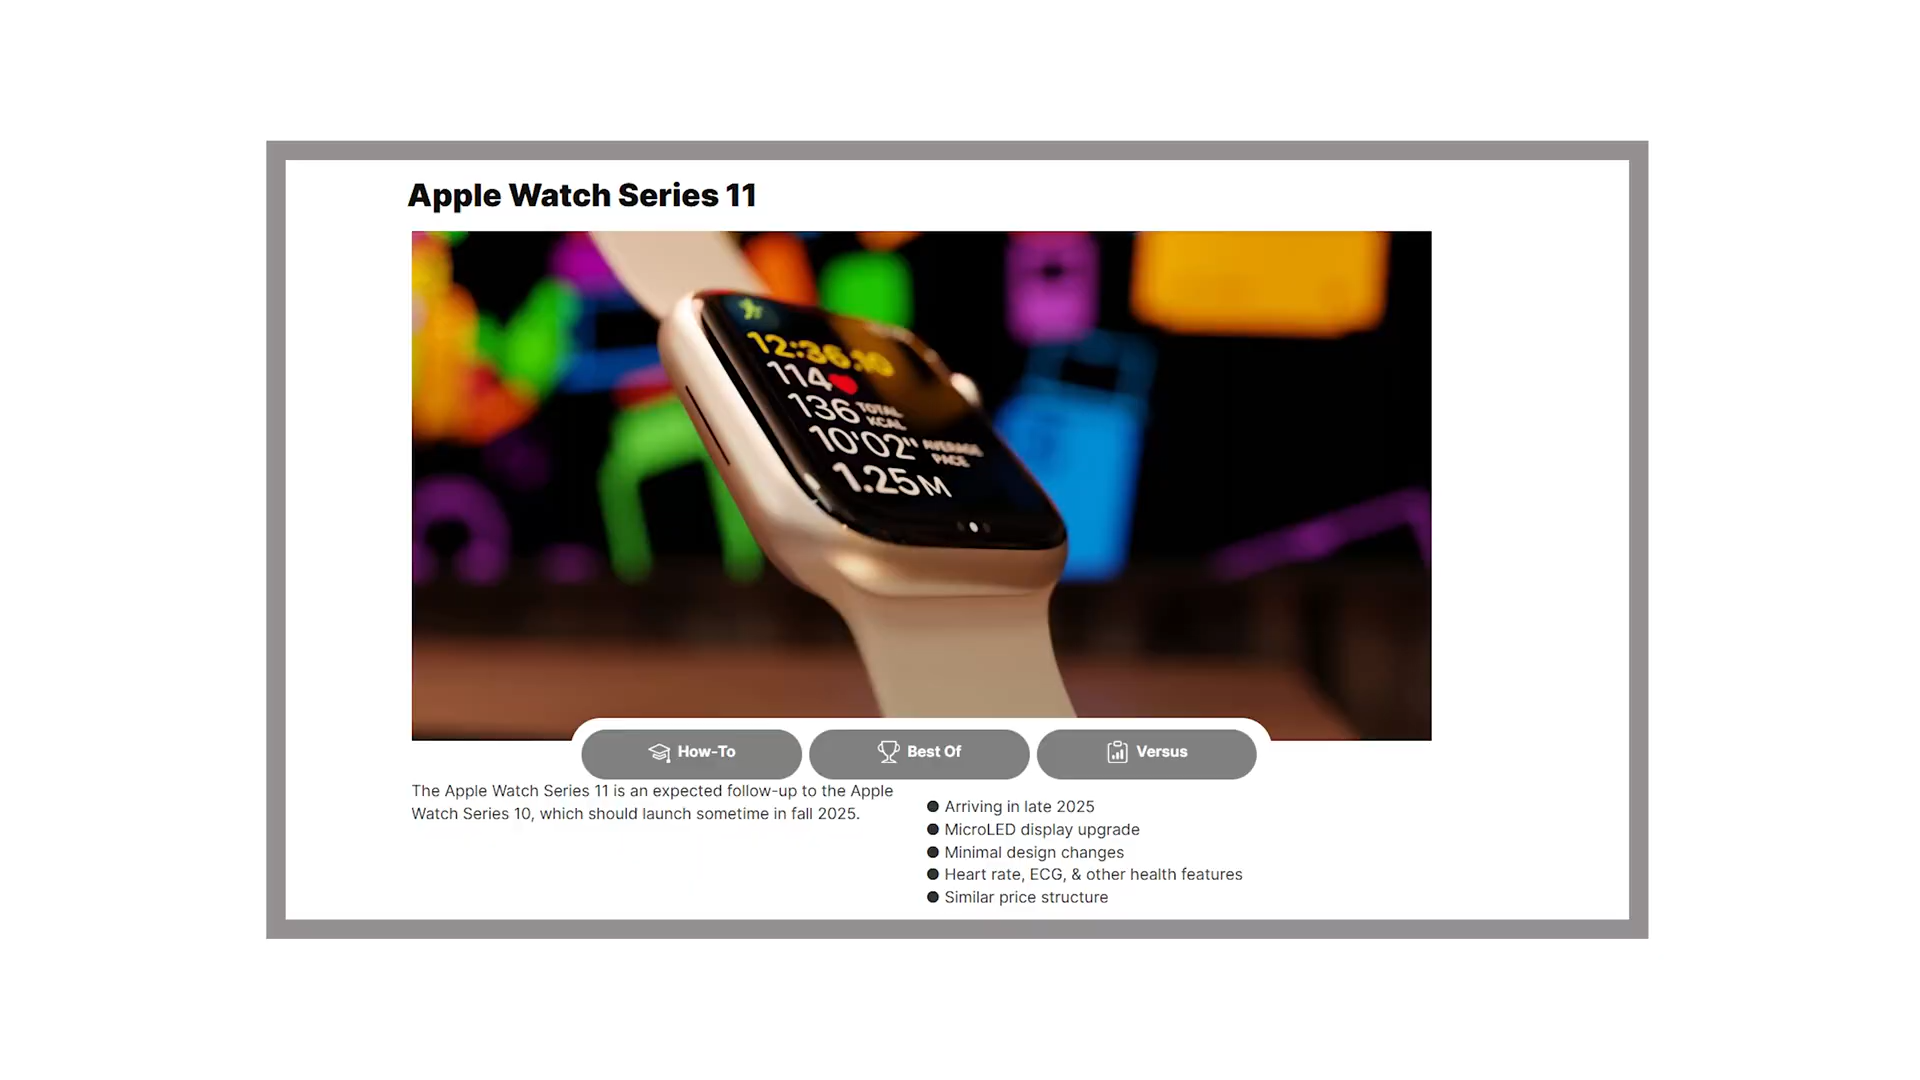 Apple Watch Series 11
12:36.10
114
136 TOTAL KCAL
10'02" AVERAGE PACE
1.25M
How-To
Best Of
Versus
The Apple Watch Series 11 is an expected follow-up to the Apple
Watch Series 10, which should launch sometime in fall 2025.
Arriving in late 2025
MicroLED display upgrade
Minimal design changes
Heart rate, ECG, & other health features
Similar price structure